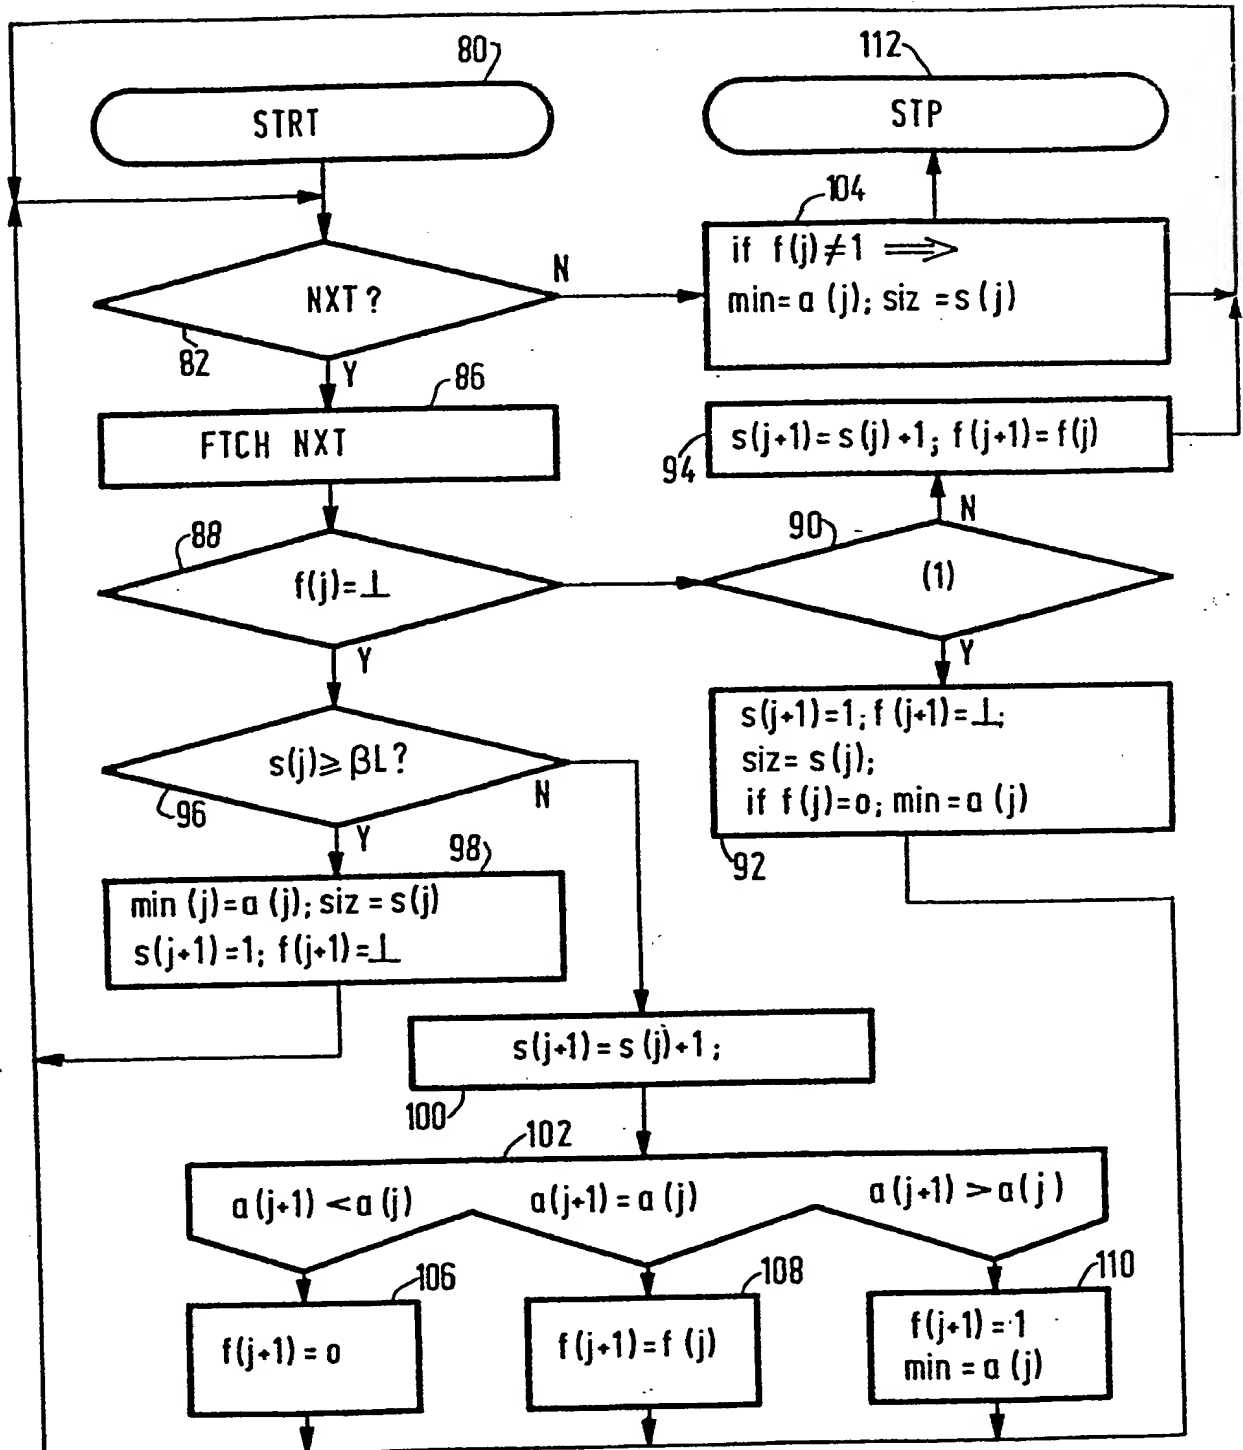 80
STRT
112
STP
104
if f(j)≠1 ⟹
min=a(j); siz=s(j)
NXT?
N
82
Y
86
FTCH NXT
s(j+1)=s(j)+1; f(j+1)=f(j)
94
88
f(j)=⊥
Y
N
90
(1)
Y
s(j+1)=1; f(j+1)=⊥;
siz=s(j);
if f(j)=o; min=a(j)
92
s(j)⩾βL?
N
96
Y
98
min(j)=a(j); siz=s(j)
s(j+1)=1; f(j+1)=⊥
s(j+1)=s(j)+1;
100
102
a(j+1)<a(j)
a(j+1)=a(j)
a(j+1)>a(j)
106
f(j+1)=o
108
f(j+1)=f(j)
110
f(j+1)=1
min=a(j)